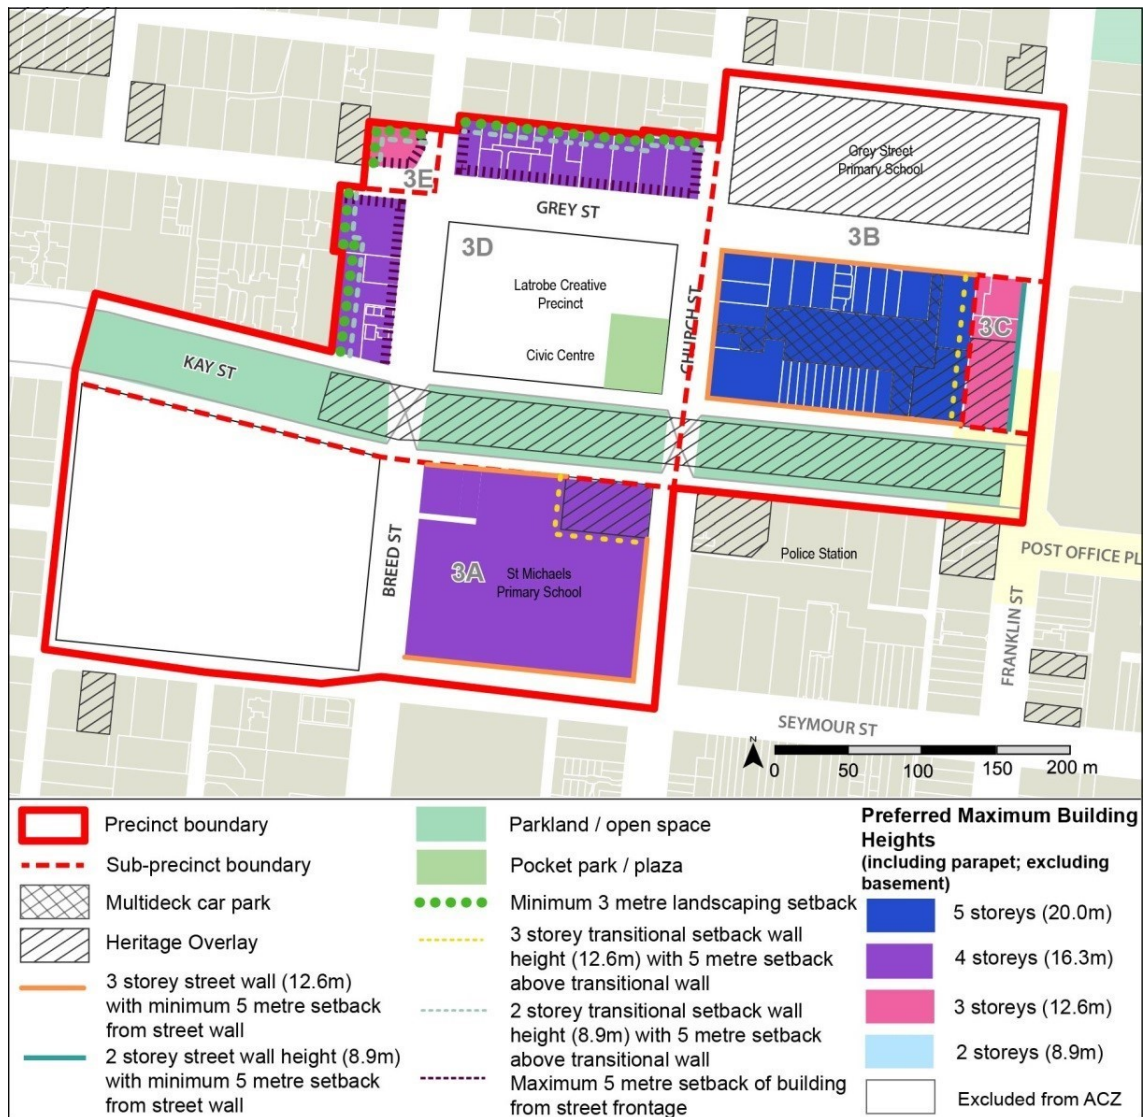 Grey Street
Primary School
3E
GREY ST
3B
3D
Latrobe Creative
Precinct
CHURCH ST
3C
Civic Centre
KAY ST
BREED ST
3A
St Michaels
Primary School
Police Station
POST OFFICE PL
FRANKLIN ST
SEYMOUR ST
z
0 50 100 150 200 m
Precinct boundary
Sub-precinct boundary
Multideck car park
Heritage Overlay
3 storey street wall (12.6m)
with minimum 5 metre setback
from street wall
2 storey street wall height (8.9m)
with minimum 5 metre setback
from street wall
Parkland / open space
Pocket park / plaza
Minimum 3 metre landscaping setback
3 storey transitional setback wall
height (12.6m) with 5 metre setback
above transitional wall
2 storey transitional setback wall
height (8.9m) with 5 metre setback
above transitional wall
Maximum 5 metre setback of building
from street frontage
Preferred Maximum Building
Heights
(including parapet; excluding
basement)
5 storeys (20.0m)
4 storeys (16.3m)
3 storeys (12.6m)
2 storeys (8.9m)
Excluded from ACZ